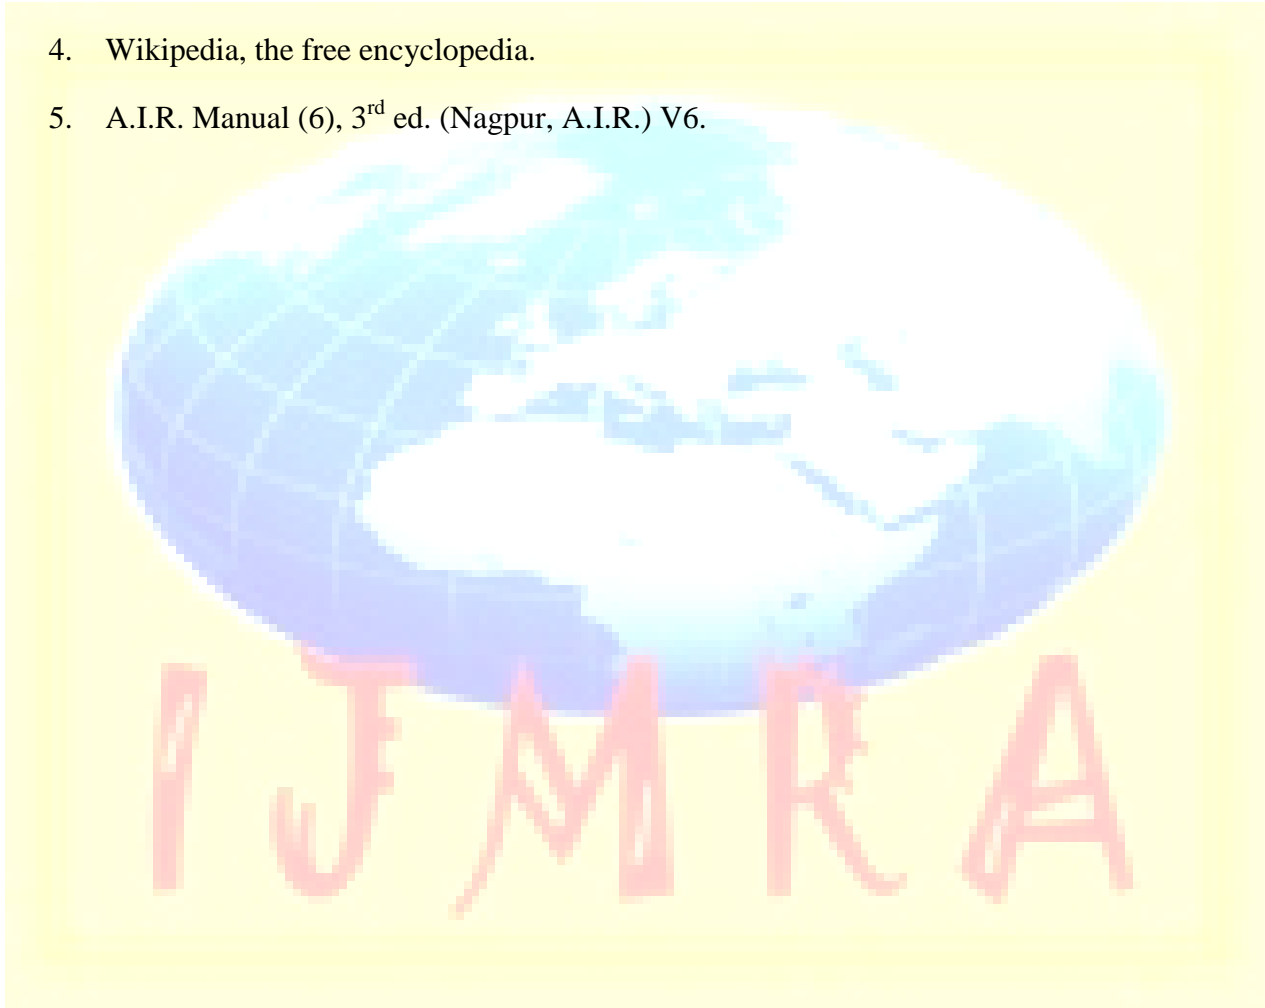 4. Wikipedia, the free encyclopedia.
5. A.I.R. Manual (6), 3rd ed. (Nagpur, A.I.R.) V6.
IJMRA